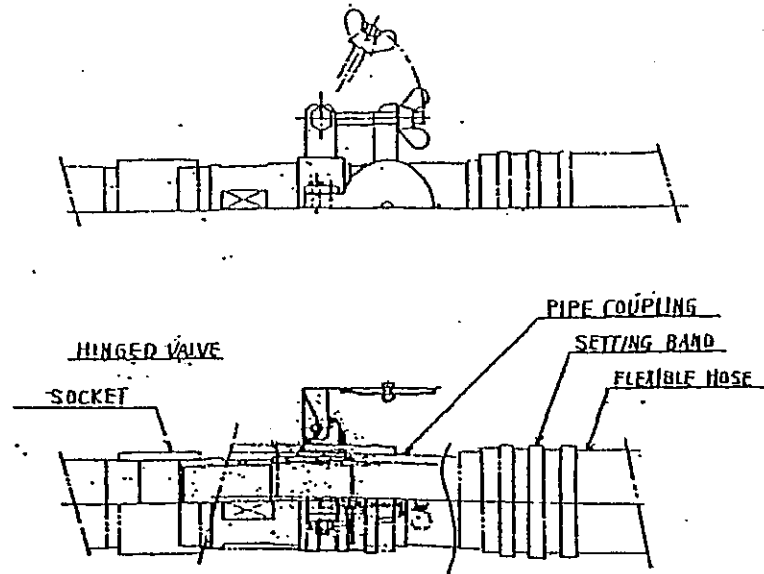 PIPE COUPLING
HINGED VALVE
SETTING BAND
FLEXIBLE HOSE
SOCKET